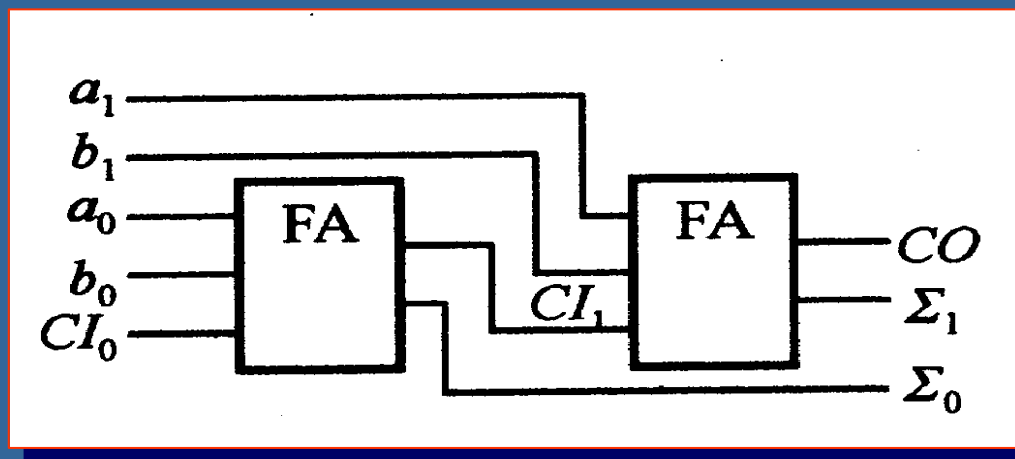 a₁
b₁
a₀ FA FA
b₀ CO
CI₀ CI₁ Σ₁
Σ₀